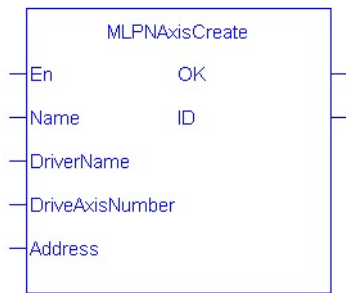 MLPNAxisCreate
En OK
Name ID
DriverName
DriveAxisNumber
Address